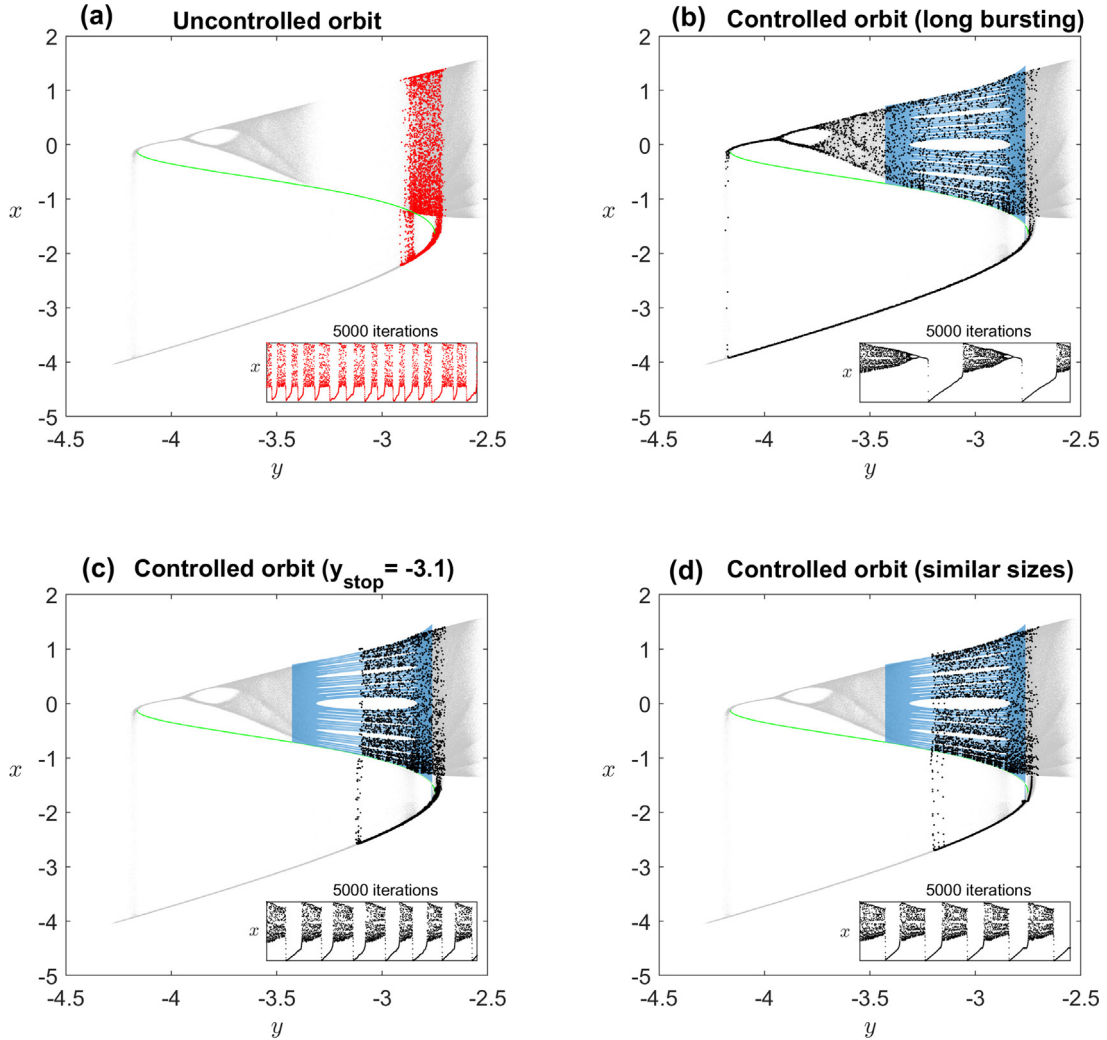 (a) Uncontrolled orbit
2
1
0
-1
-2
-3
-4
-5
x
5000 iterations
x
-4.5 -4 -3.5 -3 -2.5
y
(b) Controlled orbit (long bursting)
2
1
0
-1
-2
-3
-4
-5
x
5000 iterations
x
-4.5 -4 -3.5 -3 -2.5
y
(c) Controlled orbit (y_stop= -3.1)
2
1
0
-1
-2
-3
-4
-5
x
5000 iterations
x
-4.5 -4 -3.5 -3 -2.5
y
(d) Controlled orbit (similar sizes)
2
1
0
-1
-2
-3
-4
-5
x
5000 iterations
x
-4.5 -4 -3.5 -3 -2.5
y